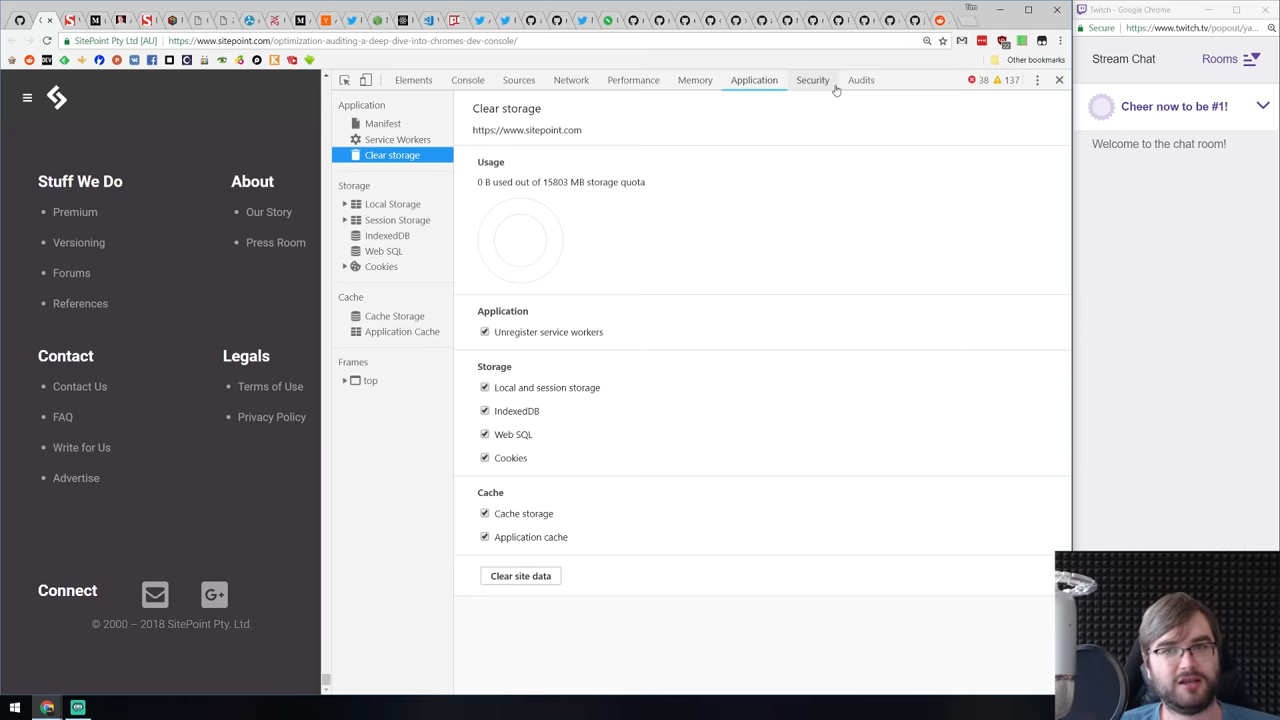 Tim
SitePoint Pty Ltd [AU]
https://www.sitepoint.com/optimization-auditing-a-deep-dive-into-chromes-dev-console/
Other bookmarks
Stuff We Do
Premium
Versioning
Forums
References
About
Our Story
Press Room
Contact
Contact Us
FAQ
Write for Us
Advertise
Legals
Terms of Use
Privacy Policy
Connect
© 2000 – 2018 SitePoint Pty. Ltd.
Elements Console Sources Network Performance Memory Application Security Audits 38 137
Application
Manifest
Service Workers
Clear storage
Storage
Local Storage
Session Storage
IndexedDB
Web SQL
Cookies
Cache
Cache Storage
Application Cache
Frames
top
Clear storage
https://www.sitepoint.com
Usage
0 B used out of 15803 MB storage quota
Application
Unregister service workers
Storage
Local and session storage
IndexedDB
Web SQL
Cookies
Cache
Cache storage
Application cache
Clear site data
Twitch - Google Chrome
Secure https://www.twitch.tv/popout/ya...
Stream Chat Rooms
Cheer now to be #1!
Welcome to the chat room!